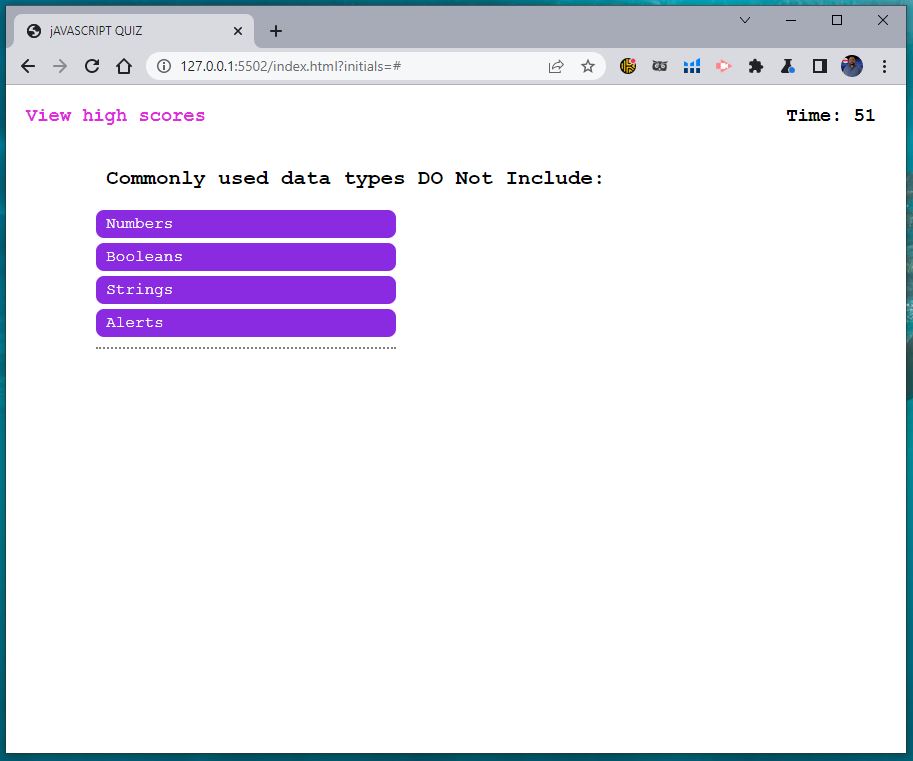 jAVASCRIPT QUIZ
127.0.0.1:5502/index.html?initials=#
View high scores
Time: 51
Commonly used data types DO Not Include:
Numbers
Booleans
Strings
Alerts